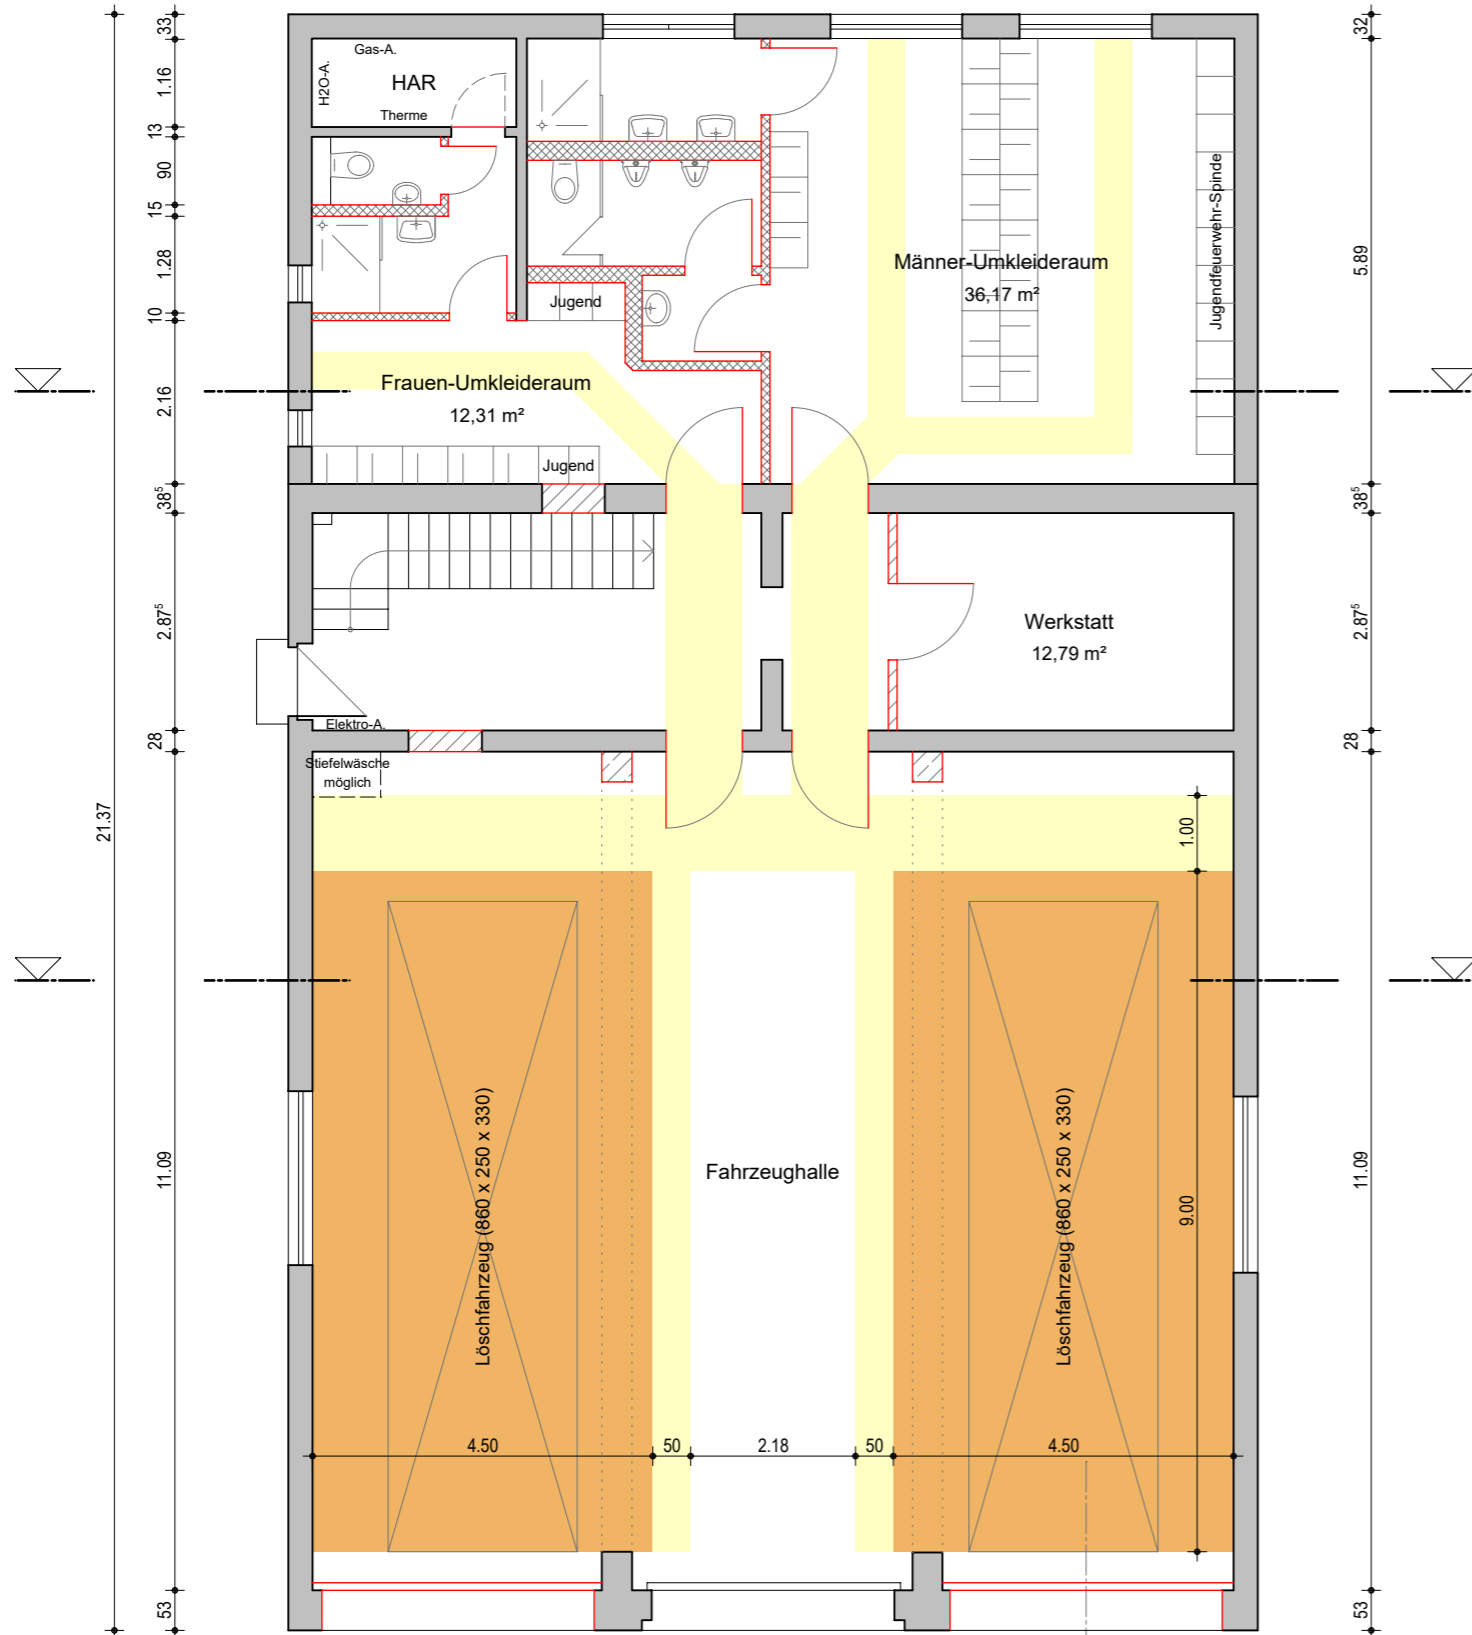 33
32
Gas-A.
H2O-A.
HAR
Therme
1.16
13
90
15
1.28
10
2.16
38⁵
2.87⁵
28
21.37
11.09
53
Jugend
Männer-Umkleideraum
36,17 m²
Jugendfeuerwehr-Spinde
5.89
Frauen-Umkleideraum
12,31 m²
Jugend
38⁵
Werkstatt
12,79 m²
2.87⁵
Elektro-A.
28
Stiefelwäsche
möglich
1.00
Löschfahrzeug (860 x 250 x 330)
Fahrzeughalle
Löschfahrzeug (860 x 250 x 330)
9.00
11.09
4.50
50
2.18
50
4.50
53